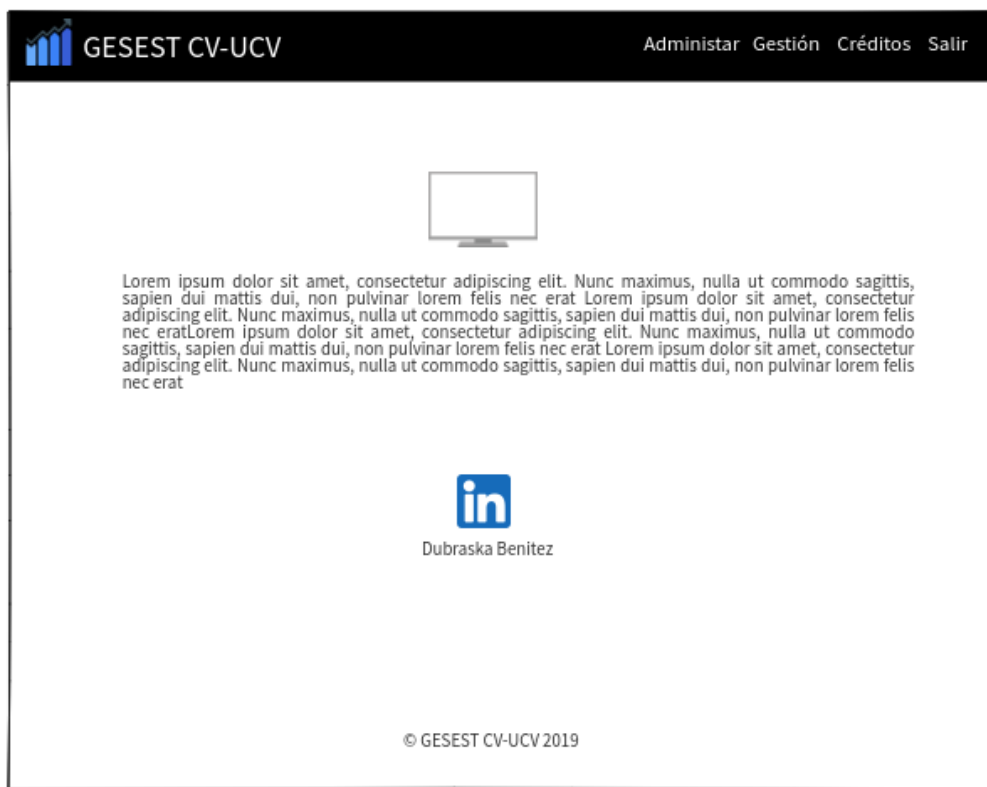 GESEST CV-UCV
Administar Gestión Créditos Salir
Lorem ipsum dolor sit amet, consectetur adipiscing elit. Nunc maximus, nulla ut commodo sagittis,
sapien dui mattis dui, non pulvinar lorem felis nec erat Lorem ipsum dolor sit amet, consectetur
adipiscing elit. Nunc maximus, nulla ut commodo sagittis, sapien dui mattis dui, non pulvinar lorem felis
nec eratLorem ipsum dolor sit amet, consectetur adipiscing elit. Nunc maximus, nulla ut commodo
sagittis, sapien dui mattis dui, non pulvinar lorem felis nec erat Lorem ipsum dolor sit amet, consectetur
adipiscing elit. Nunc maximus, nulla ut commodo sagittis, sapien dui mattis dui, non pulvinar lorem felis
nec erat
in
Dubraska Benitez
© GESEST CV-UCV 2019